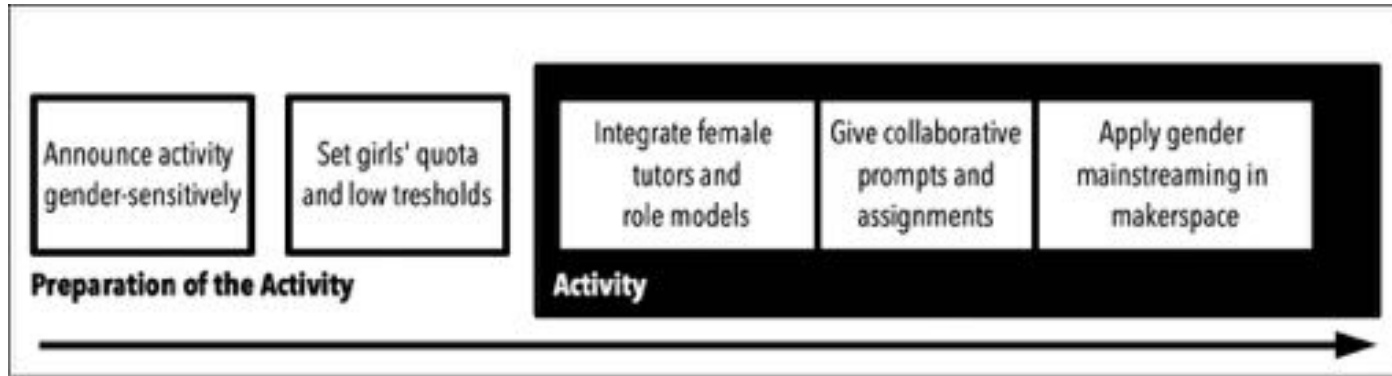 Announce activity
gender-sensitively
Set girls' quota
and low tresholds
Preparation of the Activity
Integrate female
tutors and
role models
Give collaborative
prompts and
assignments
Apply gender
mainstreaming in
makerspace
Activity